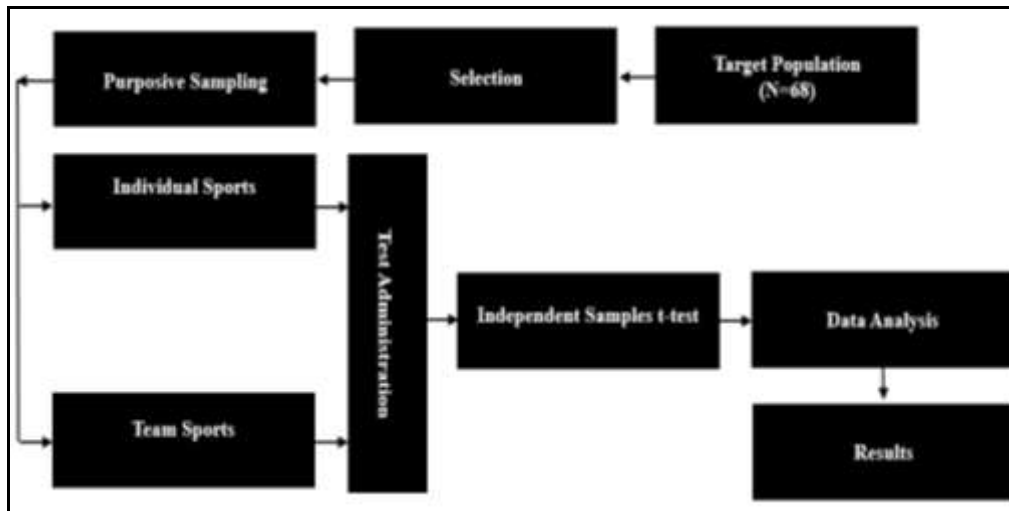 Target Population
(N=68)
Selection
Purposive Sampling
Individual Sports
Team Sports
Test Administration
Independent Samples t-test
Data Analysis
Results